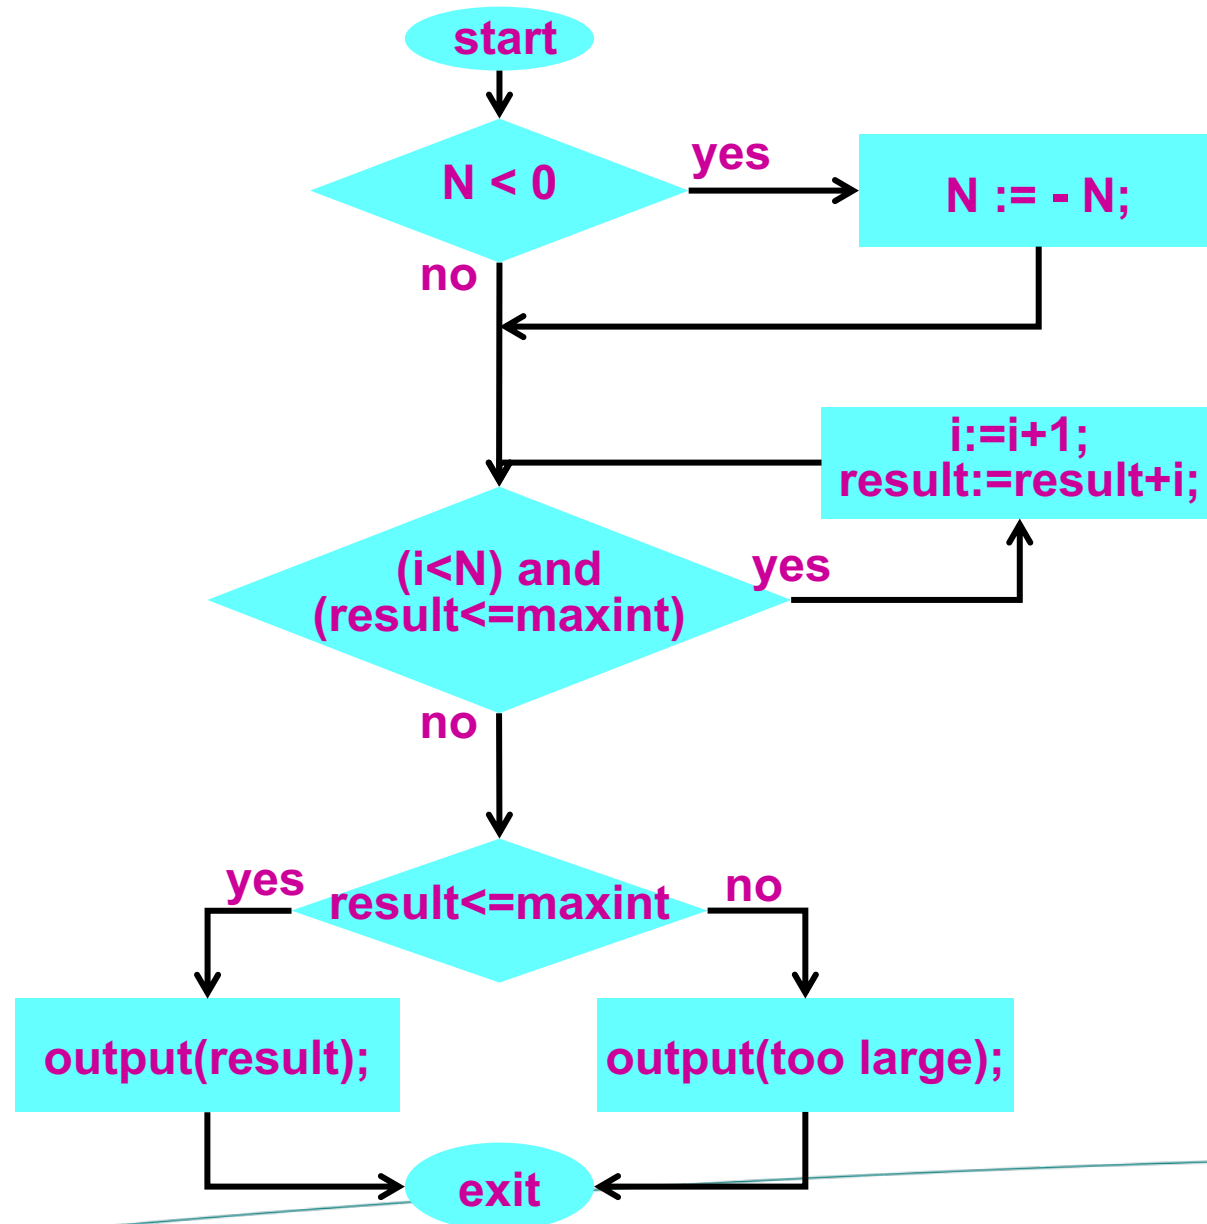 start
N < 0
yes
N := - N;
no
i:=i+1;
result:=result+i;
(i<N) and
(result<=maxint)
yes
no
yes
result<=maxint
no
output(result);
output(too large);
exit